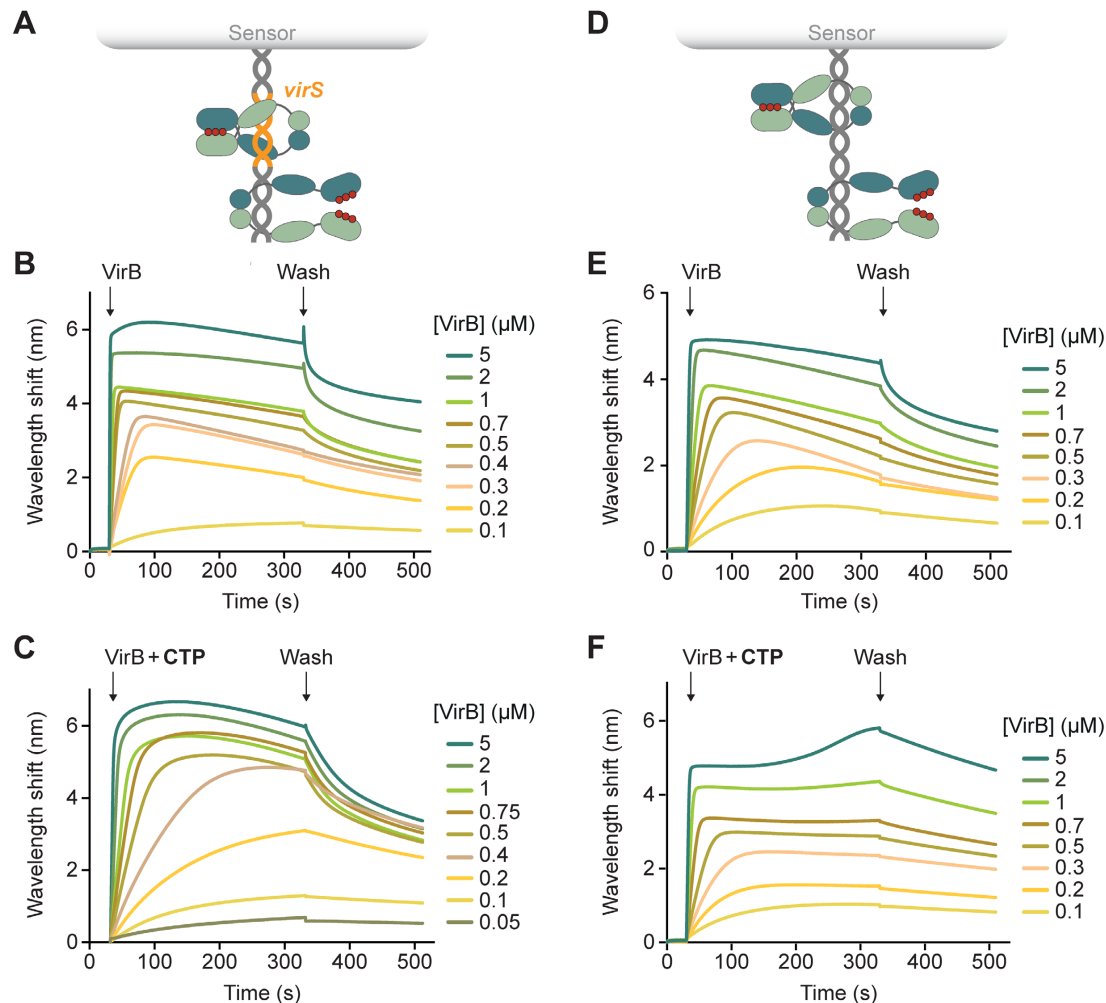 A
Sensor
virS
B
VirB
Wash
Wavelength shift (nm)
6
4
2
0
0 100 200 300 400 500
Time (s)
[VirB] (µM)
5
2
1
0.7
0.5
0.4
0.3
0.2
0.1
C
VirB + CTP
Wash
Wavelength shift (nm)
6
4
2
0
0 100 200 300 400 500
Time (s)
[VirB] (µM)
5
2
1
0.75
0.5
0.4
0.2
0.1
0.05
D
Sensor
E
VirB
Wash
Wavelength shift (nm)
6
4
2
0
0 100 200 300 400 500
Time (s)
[VirB] (µM)
5
2
1
0.7
0.5
0.3
0.2
0.1
F
VirB + CTP
Wash
Wavelength shift (nm)
6
4
2
0
0 100 200 300 400 500
Time (s)
[VirB] (µM)
5
2
1
0.7
0.5
0.3
0.2
0.1